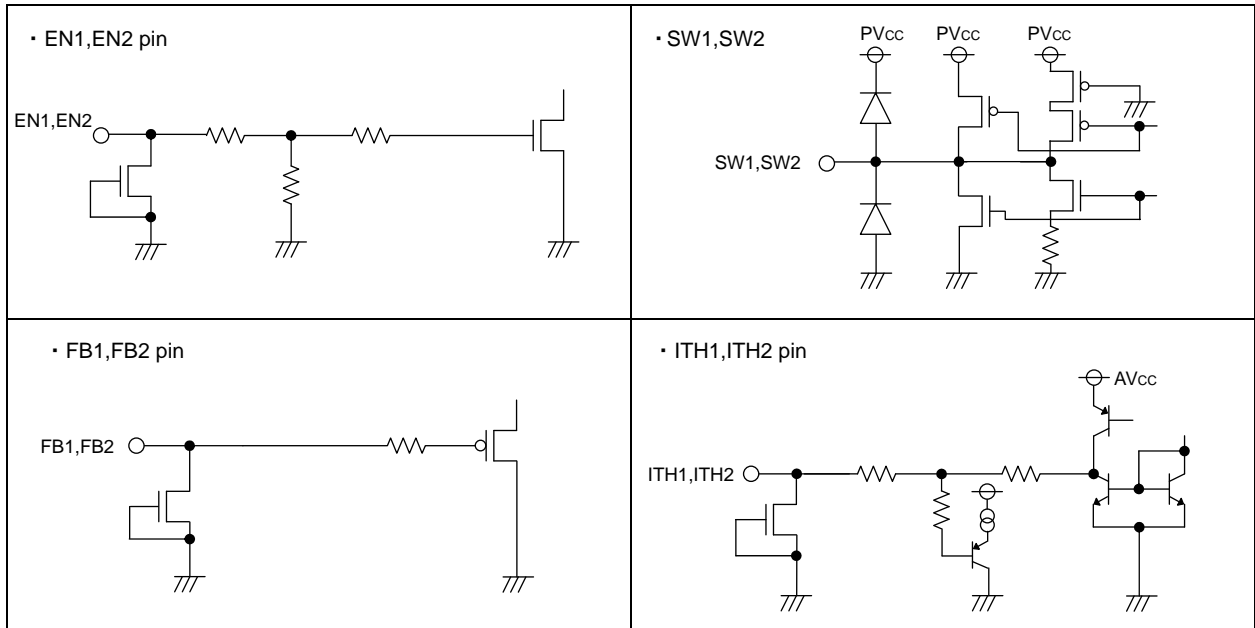 ・EN1,EN2 pin
EN1,EN2
・SW1,SW2
PVCC PVCC PVCC
SW1,SW2
・FB1,FB2 pin
FB1,FB2
・ITH1,ITH2 pin
AVCC
ITH1,ITH2